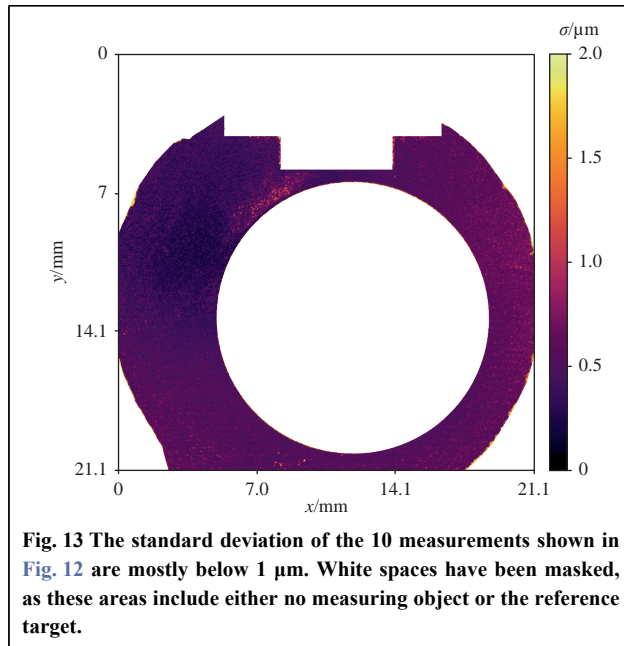 σ/µm
0
2.0
1.5
7
y/mm
1.0
14.1
0.5
21.1
0
0
7.0
14.1
21.1
x/mm
Fig. 13 The standard deviation of the 10 measurements shown in
Fig. 12 are mostly below 1 µm. White spaces have been masked,
as these areas include either no measuring object or the reference
target.